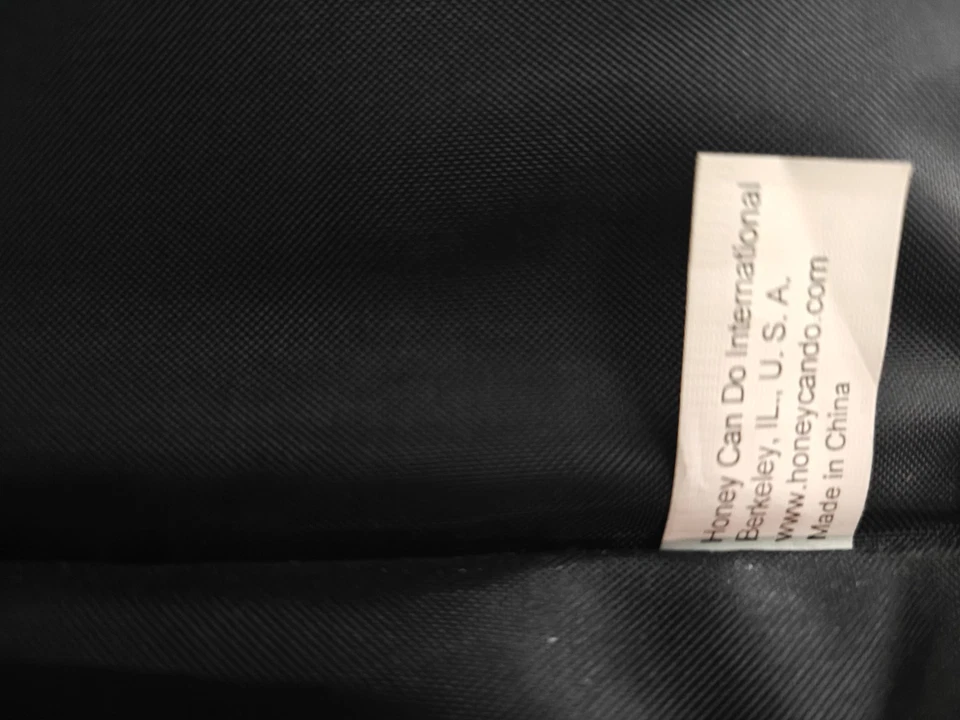 Honey Can Do International
Berkeley, IL., U. S. A.
www.honeycando.com
Made in China